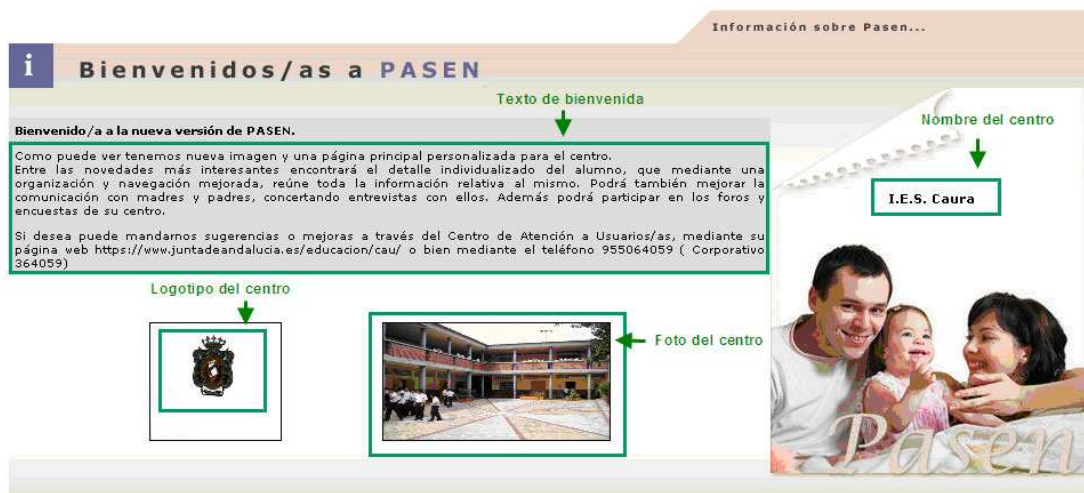 Información sobre Pasen...
i
Bienvenidos/as a PASEN
Texto de bienvenida
Nombre del centro
Bienvenido/a a la nueva versión de PASEN.
Como puede ver tenemos nueva imagen y una página principal personalizada para el centro.
Entre las novedades más interesantes encontrará el detalle individualizado del alumno, que mediante una
organización y navegación mejorada, reúne toda la información relativa al mismo. Podrá también mejorar la
comunicación con madres y padres, concertando entrevistas con ellos. Además podrá participar en los foros y
encuestas de su centro.
Si desea puede mandarnos sugerencias o mejoras a través del Centro de Atención a Usuarios/as, mediante su
página web https://www.juntadeandalucia.es/educacion/cau/ o bien mediante el teléfono 955064059 ( Corporativo
364059)
I.E.S. Caura
Logotipo del centro
Foto del centro
Pasen